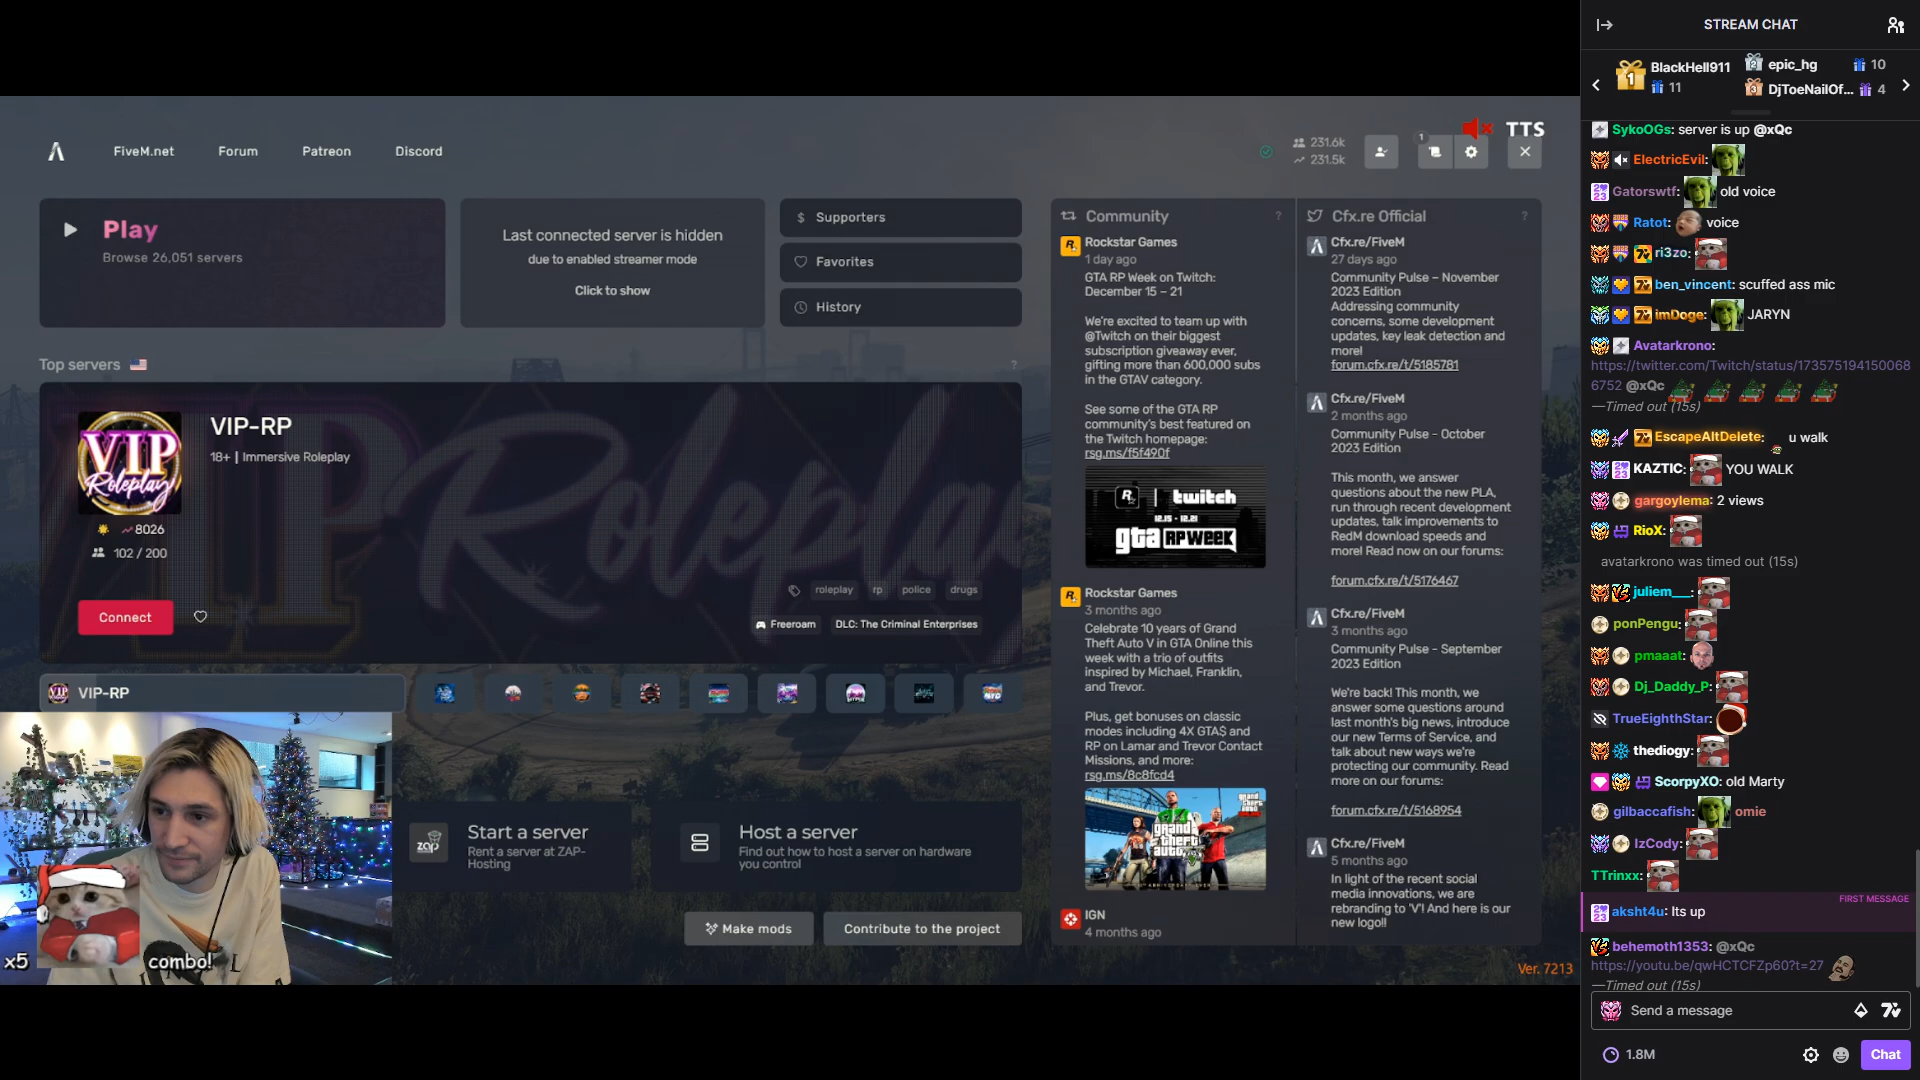 FiveM.net
Forum
Patreon
Discord
231.6k
231.5k
1
TTS
Play
Browse 26,051 servers
Last connected server is hidden
due to enabled streamer mode
Click to show
Supporters
Favorites
History
Top servers
?
VIP-RP
18+ | Immersive Roleplay
VIP
Roleplay
8026
102 / 200
Connect
roleplay
rp
police
drugs
Freeroam
DLC: The Criminal Enterprises
VIP-RP
Start a server
Rent a server at ZAP-
Hosting
Host a server
Find out how to host a server on hardware
you control
Make mods
Contribute to the project
x5
combo!
Community
?
Rockstar Games
1 day ago
GTA RP Week on Twitch:
December 15 – 21
We're excited to team up with
@Twitch on their biggest
subscription giveaway ever,
gifting more than 600,000 subs
in the GTAV category.
See some of the GTA RP
community's best featured on
the Twitch homepage:
rsg.ms/f5f490f
twitch
12.15 - 12.21
gta RP WEEK
Rockstar Games
3 months ago
Celebrate 10 years of Grand
Theft Auto V in GTA Online this
week with a trio of outfits
inspired by Michael, Franklin,
and Trevor.
Plus, get bonuses on classic
modes including 4X GTA$ and
RP on Lamar and Trevor Contact
Missions, and more:
rsg.ms/8c8fcd4
grand
theft
auto
IGN
4 months ago
Cfx.re Official
?
Cfx.re/FiveM
27 days ago
Community Pulse – November
2023 Edition
Addressing community
concerns, some development
updates, key leak detection and
more!
forum.cfx.re/t/5185781
Cfx.re/FiveM
2 months ago
Community Pulse - October
2023 Edition
This month, we answer
questions about the new PLA,
run through recent development
updates, talk improvements to
RedM download speeds and
more! Read now on our forums:
forum.cfx.re/t/5176467
Cfx.re/FiveM
3 months ago
Community Pulse - September
2023 Edition
We're back! This month, we
answer some questions around
last month's big news, introduce
our new Terms of Service, and
talk about new ways we're
protecting our community. Read
more on our forums:
forum.cfx.re/t/5168954
Cfx.re/FiveM
5 months ago
In light of the recent social
media innovations, we are
rebranding to 'V'! And here is our
new logo!!
Ver. 7213
STREAM CHAT
BlackHell911
11
epic_hg
10
DjToeNailOf...
4
SykoOGs: server is up @xQc
ElectricEvil:
Gatorswtf: old voice
Ratot: voice
ri3zo:
ben_vincent: scuffed ass mic
imDoge: JARYN
Avatarkrono:
https://twitter.com/Twitch/status/173575194150068
6752 @xQc
—Timed out (15s)
EscapeAltDelete: u walk
KAZTIC: YOU WALK
gargoylema: 2 views
RioX:
avatarkrono was timed out (15s)
juliem___:
ponPengu:
pmaaat:
Dj_Daddy_P:
TrueEighthStar:
thediogy:
ScorpyXO: old Marty
gilbaccafish: omie
IzCody:
TTrinxx:
FIRST MESSAGE
aksht4u: Its up
behemoth1353: @xQc
https://youtu.be/qwHCTCFZp60?t=27
—Timed out (15s)
Send a message
1.8M
Chat